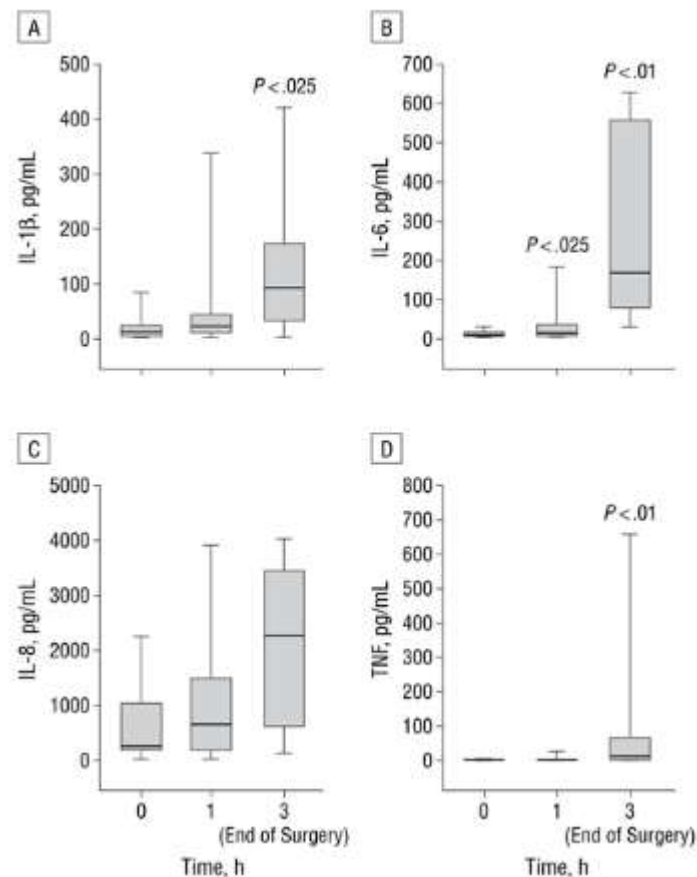 A
500
400
300
200
100
0
IL-1β, pg/mL
P<.025
B
700
600
500
400
300
200
100
0
IL-6, pg/mL
P<.025
P<.01
C
5000
4000
3000
2000
1000
0
IL-8, pg/mL
0
1
3
(End of Surgery)
Time, h
D
800
700
600
500
400
300
200
100
0
TNF, pg/mL
P<.01
0
1
3
(End of Surgery)
Time, h